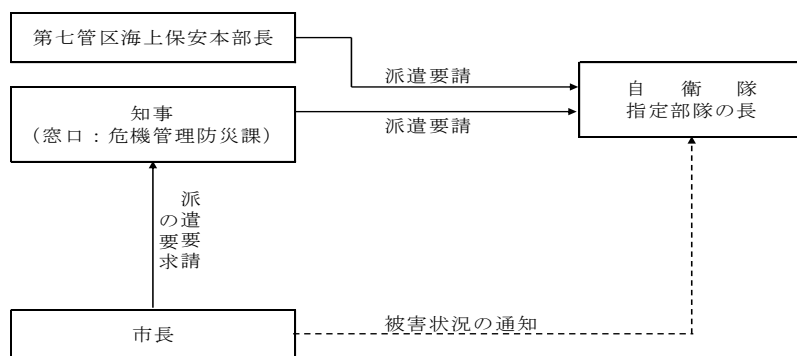 第七管区海上保安本部長
派遣要請
自衛隊
指定部隊の長
知事
(窓口:危機管理防災課)
派遣要請
派遣要請
の要求
市長
被害状況の通知